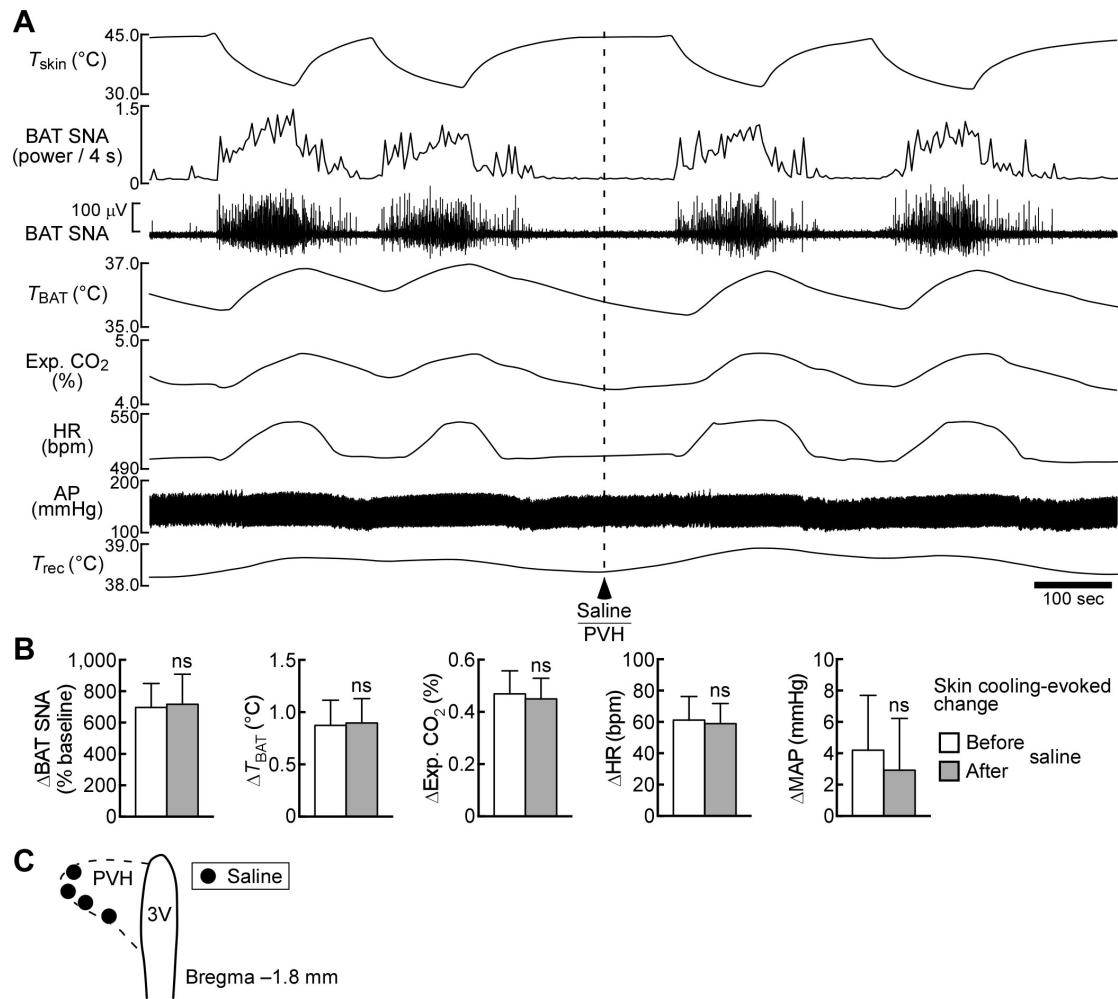 A
45.0
Tskin (°C)
30.0
1.5
BAT SNA
(power / 4 s)
0
100 µV
BAT SNA
37.0
TBAT (°C)
35.0
5.0
Exp. CO2
(%)
4.0
550
HR
(bpm)
490
200
AP
(mmHg)
100
39.0
Trec (°C)
38.0
100 sec
Saline
PVH
B
ΔBAT SNA
(% baseline)
1,000
800
600
400
200
0
ns
ΔTBAT (°C)
1.5
1.0
0.5
0
ns
ΔExp. CO2 (%)
0.6
0.4
0.2
0
ns
ΔHR (bpm)
100
80
60
40
20
0
ns
ΔMAP (mmHg)
10
8
6
4
2
0
ns
Skin cooling-evoked
change
Before
After
saline
C
PVH
3V
Saline
Bregma –1.8 mm